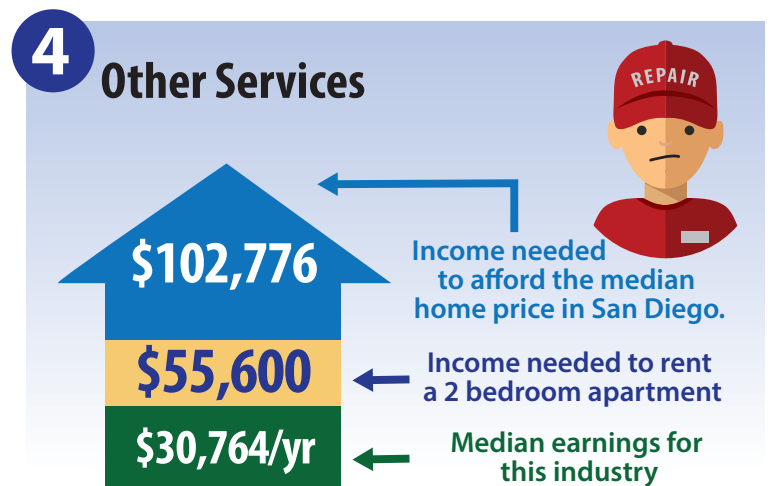 4
Other Services
REPAIR
$102,776
Income needed
to afford the median
home price in San Diego.
$55,600
Income needed to rent
a 2 bedroom apartment
$30,764/yr
Median earnings for
this industry